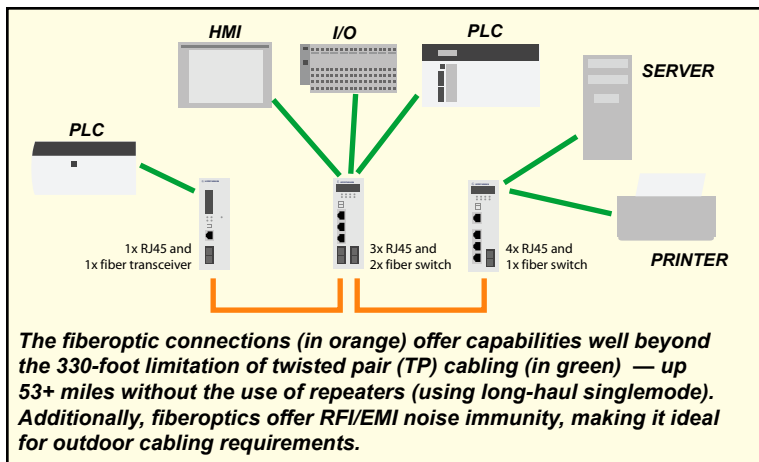 HMI
I/O
PLC
SERVER
PLC
1x RJ45 and
1x fiber transceiver
3x RJ45 and
2x fiber switch
4x RJ45 and
1x fiber switch
PRINTER
The fiberoptic connections (in orange) offer capabilities well beyond
the 330-foot limitation of twisted pair (TP) cabling (in green) — up
53+ miles without the use of repeaters (using long-haul singlemode).
Additionally, fiberoptics offer RFI/EMI noise immunity, making it ideal
for outdoor cabling requirements.